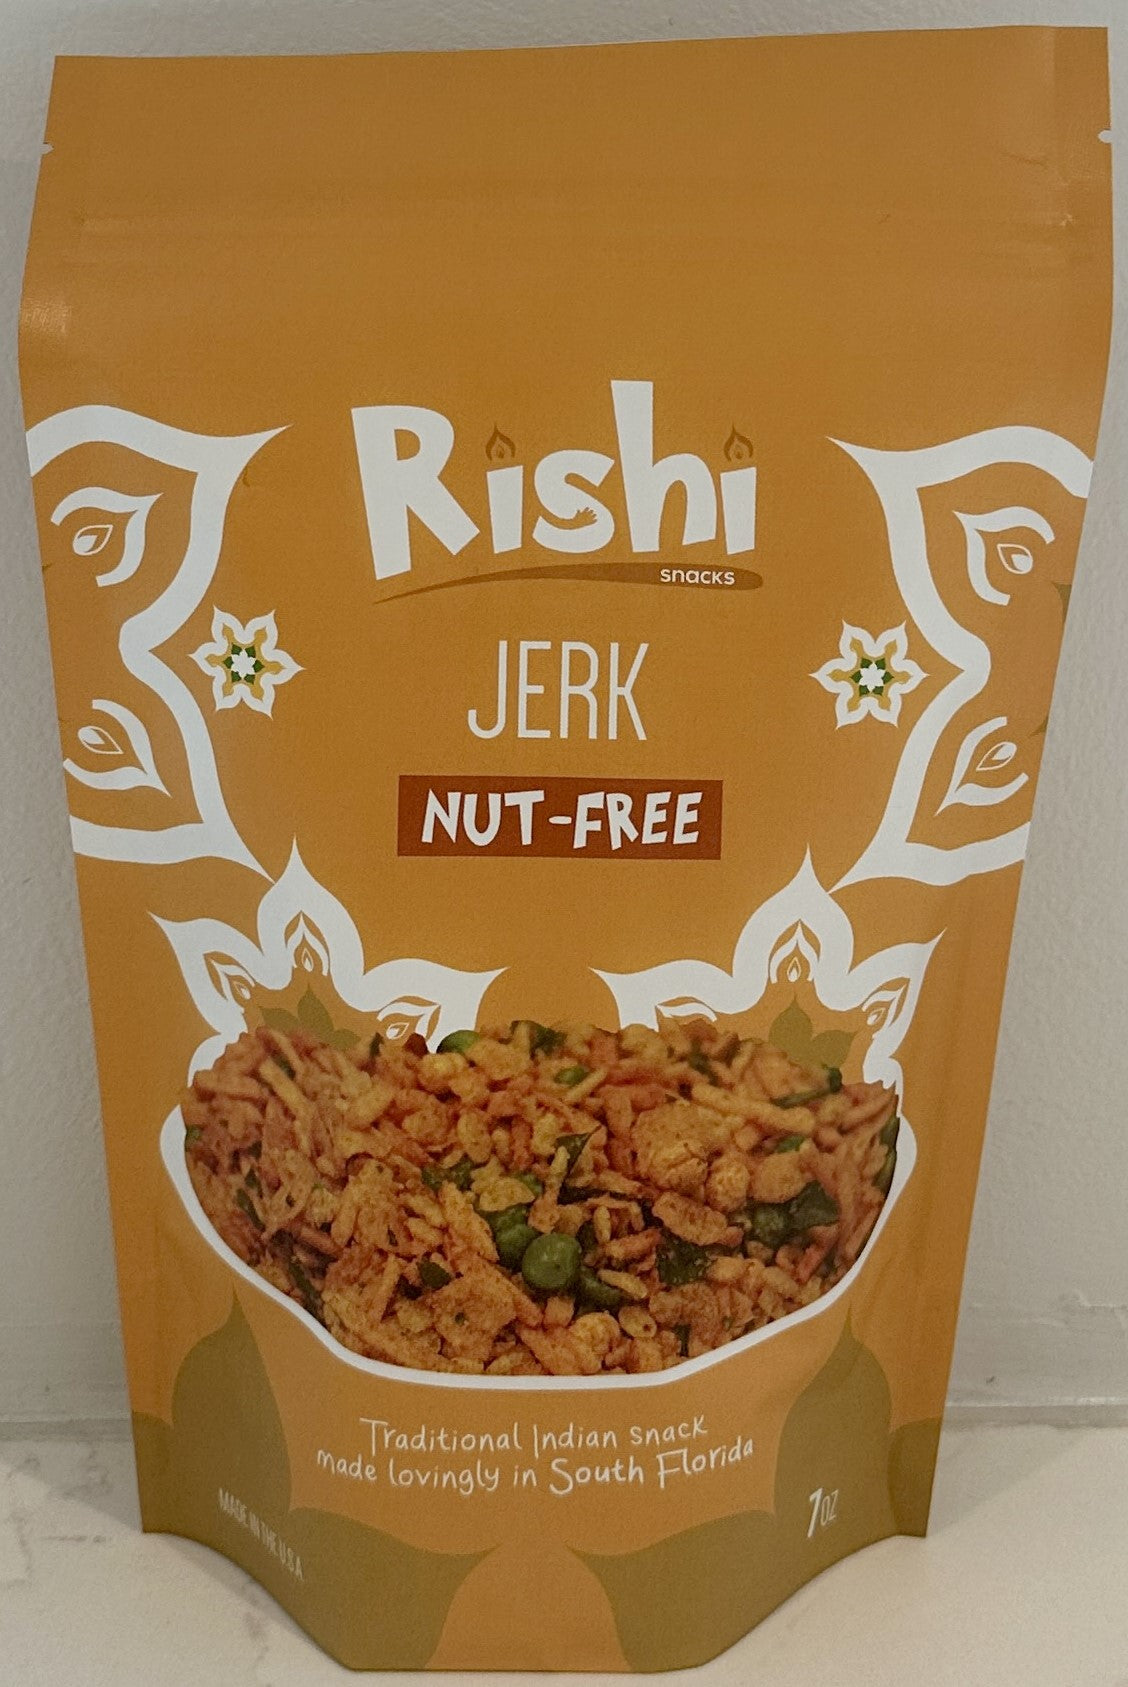 Rishi
snacks
JERK
NUT-FREE
Traditional Indian snack
made lovingly in South Florida
MADE IN THE U.S.A
7OZ